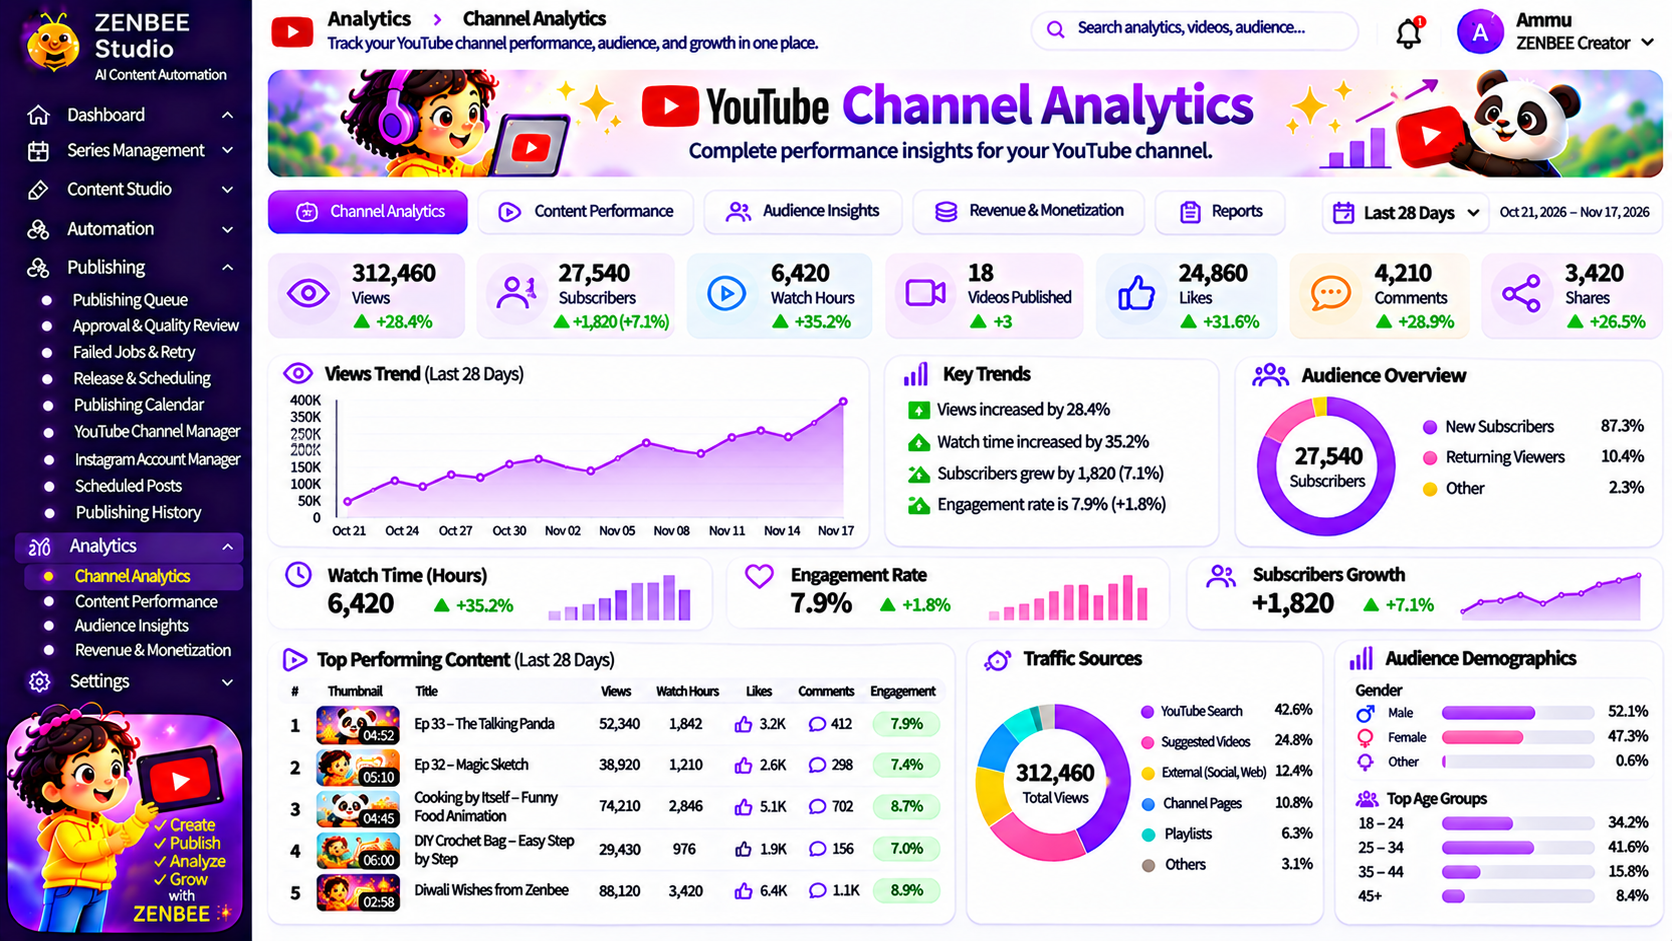 ZENBEE
Studio
AI Content Automation
Dashboard
Series Management
Content Studio
Automation
Publishing
Publishing Queue
Approval & Quality Review
Failed Jobs & Retry
Release & Scheduling
Publishing Calendar
YouTube Channel Manager
Instagram Account Manager
Scheduled Posts
Publishing History
Analytics
Channel Analytics
Content Performance
Audience Insights
Revenue & Monetization
Settings
✓ Create
✓ Publish
✓ Analyze
✓ Grow
with
ZENBEE
Analytics > Channel Analytics
Track your YouTube channel performance, audience, and growth in one place.
Search analytics, videos, audience...
1
A
Ammu
ZENBEE Creator
YouTube Channel Analytics
Complete performance insights for your YouTube channel.
Channel Analytics
Content Performance
Audience Insights
Revenue & Monetization
Reports
Last 28 Days
Oct 21, 2026 – Nov 17, 2026
312,460
Views
+28.4%
27,540
Subscribers
+1,820 (+7.1%)
6,420
Watch Hours
+35.2%
18
Videos Published
+3
24,860
Likes
+31.6%
4,210
Comments
+28.9%
3,420
Shares
+26.5%
Views Trend (Last 28 Days)
400K
350K
250K
200K
150K
100K
50K
0
Oct 21 Oct 24 Oct 27 Oct 30 Nov 02 Nov 05 Nov 08 Nov 11 Nov 14 Nov 17
Key Trends
Views increased by 28.4%
Watch time increased by 35.2%
Subscribers grew by 1,820 (7.1%)
Engagement rate is 7.9% (+1.8%)
Audience Overview
27,540
Subscribers
New Subscribers 87.3%
Returning Viewers 10.4%
Other 2.3%
Watch Time (Hours)
6,420 +35.2%
Engagement Rate
7.9% +1.8%
Subscribers Growth
+1,820 +7.1%
Top Performing Content (Last 28 Days)
# Thumbnail Title Views Watch Hours Likes Comments Engagement
1 04:52 Ep 33 – The Talking Panda 52,340 1,842 3.2K 412 7.9%
2 05:10 Ep 32 – Magic Sketch 38,920 1,210 2.6K 298 7.4%
3 04:45 Cooking by Itself – Funny 74,210 2,846 5.1K 702 8.7%
Food Animation
4 06:00 DIY Crochet Bag – Easy Step 29,430 976 1.9K 156 7.0%
by Step
5 02:58 Diwali Wishes from Zenbee 88,120 3,420 6.4K 1.1K 8.9%
Traffic Sources
312,460
Total Views
YouTube Search 42.6%
Suggested Videos 24.8%
External (Social, Web) 12.4%
Channel Pages 10.8%
Playlists 6.3%
Others 3.1%
Audience Demographics
Gender
Male 52.1%
Female 47.3%
Other 0.6%
Top Age Groups
18 – 24 34.2%
25 – 34 41.6%
35 – 44 15.8%
45+ 8.4%